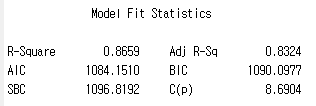 Model Fit Statistics
R-Square 0.8659 Adj R-Sq 0.8324
AIC 1084.1510 BIC 1090.0977
SBC 1096.8192 C(p) 8.6904